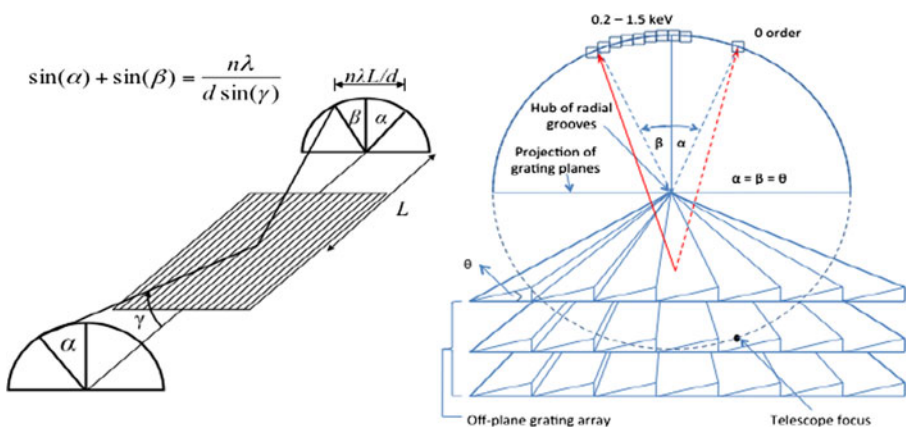 sin(α) + sin(β) = nλ / d sin(γ)
nλL/d
β
α
L
γ
α
0.2 – 1.5 keV
0 order
Hub of radial
grooves
β
α
Projection of
grating planes
α = β = θ
θ
Off-plane grating array
Telescope focus